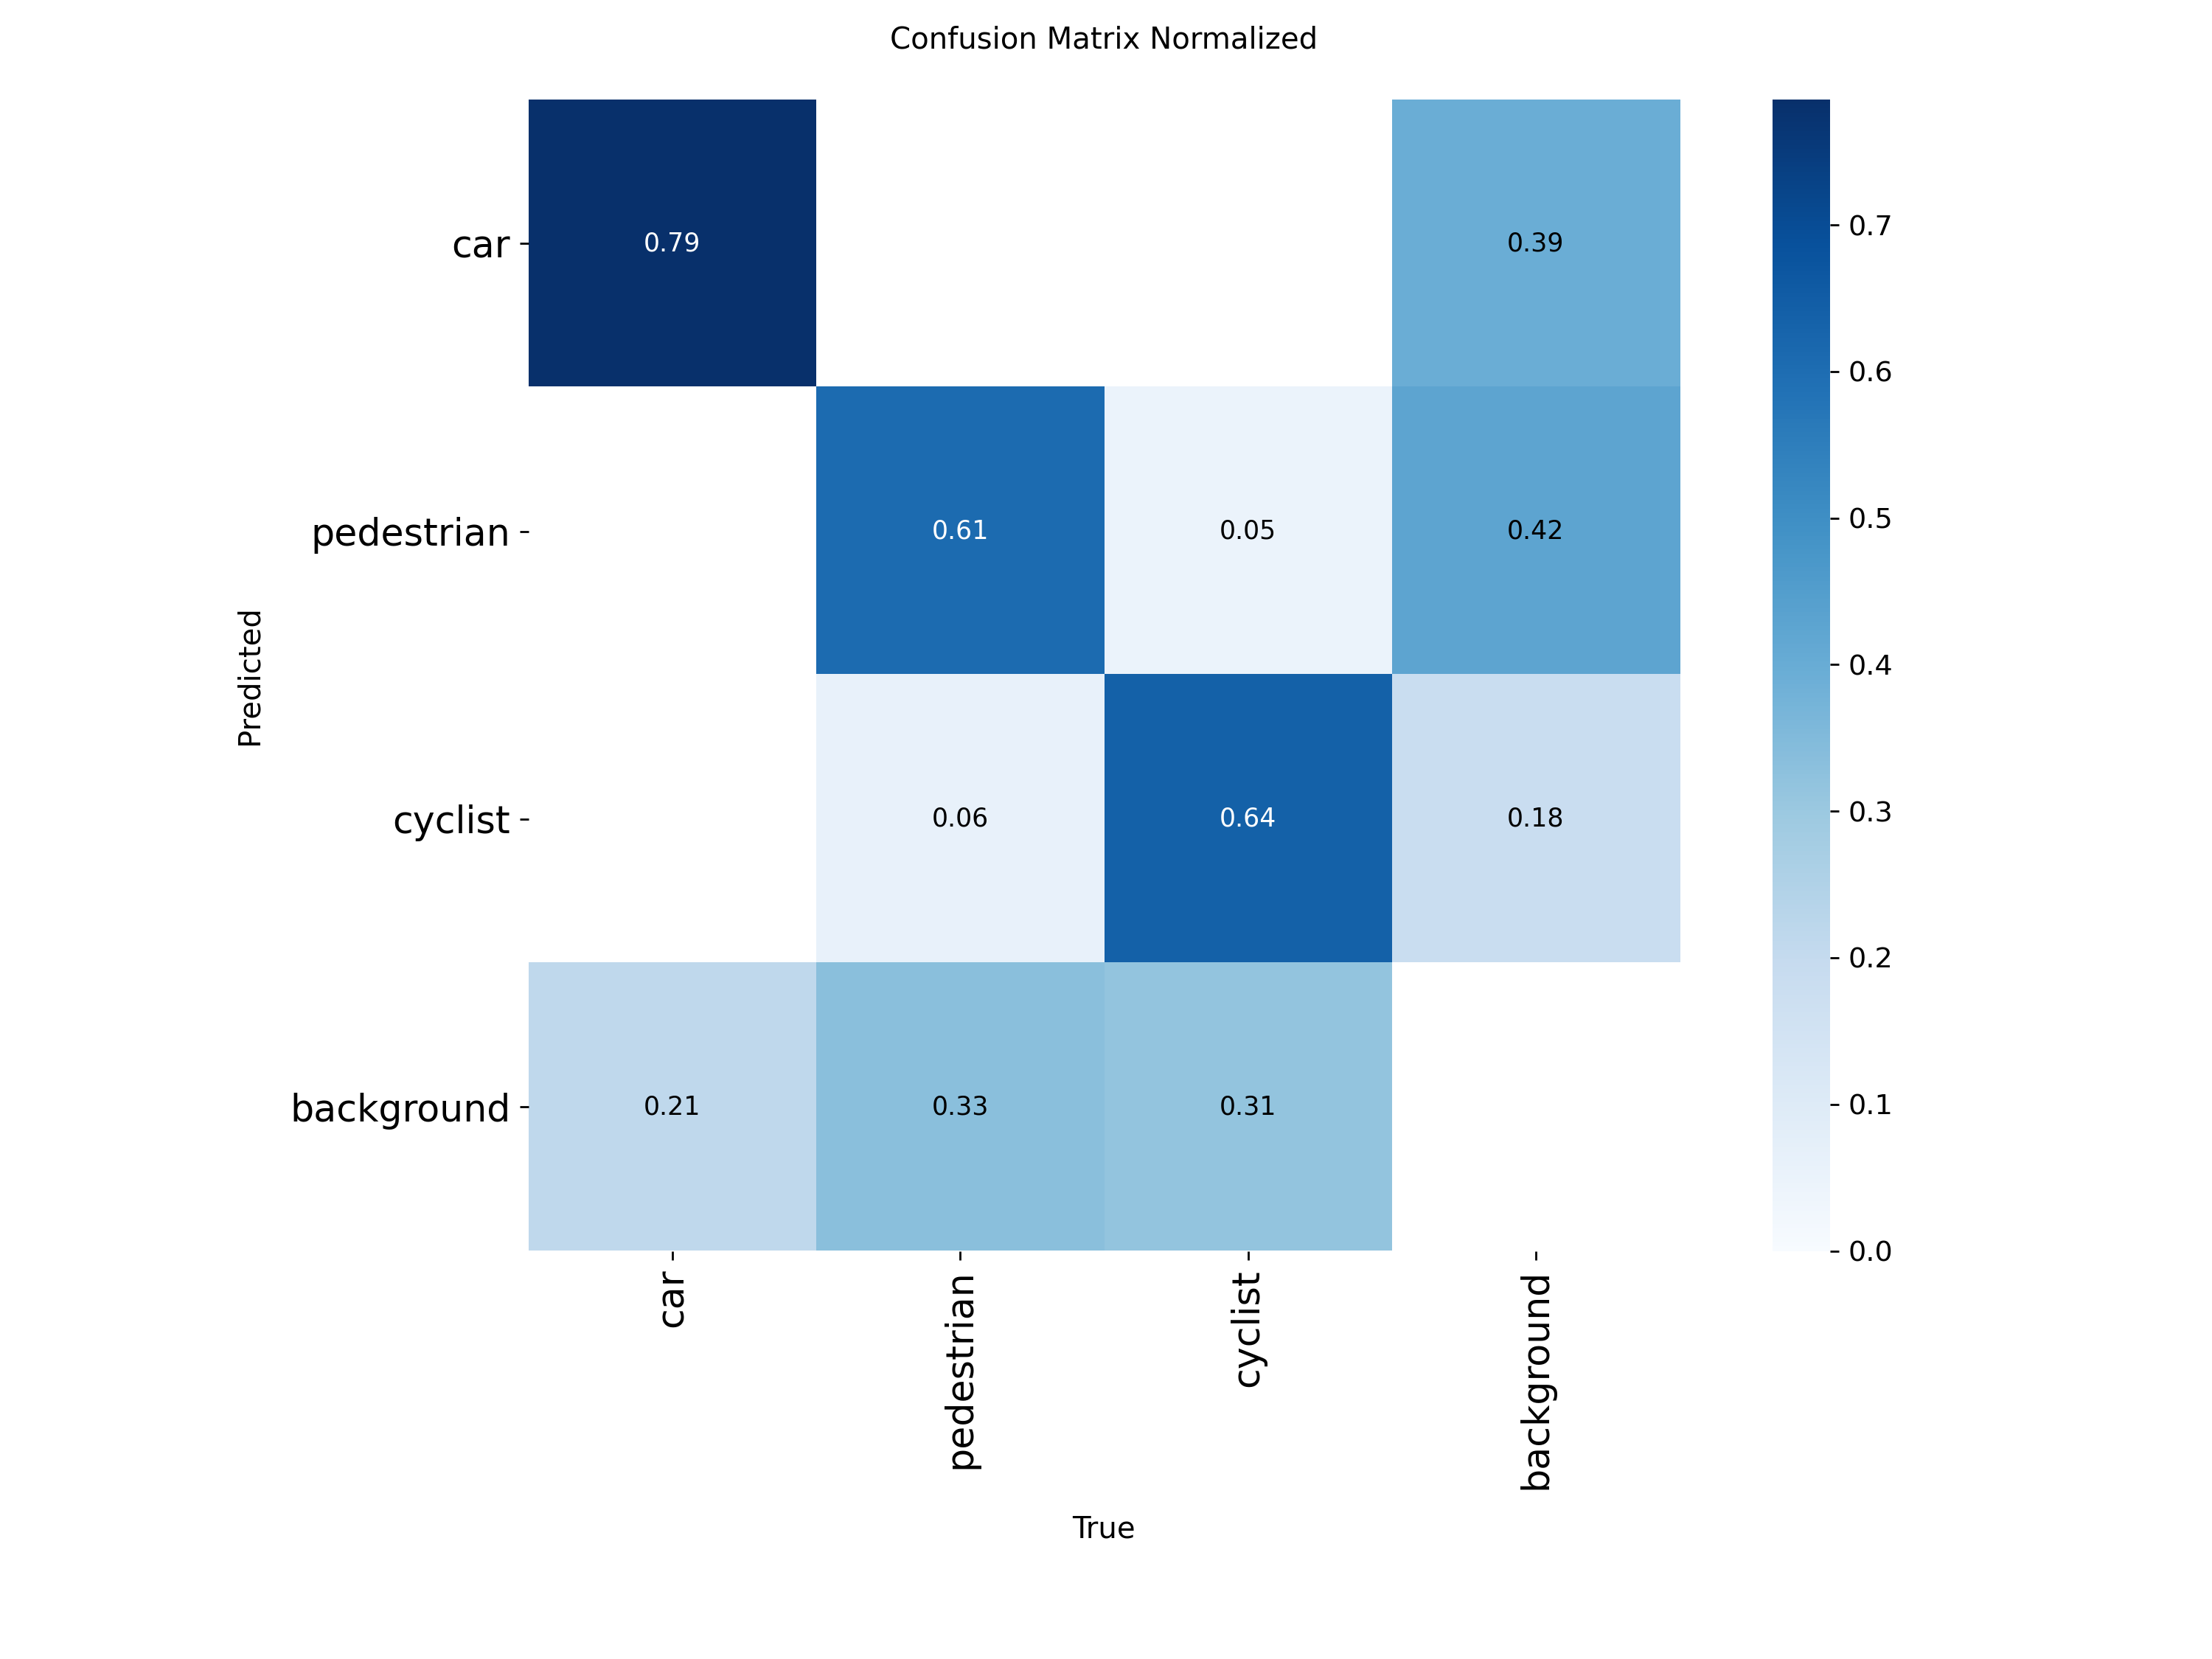 Confusion Matrix Normalized
car
0.79
0.39
0.7
0.6
pedestrian
0.61
0.05
0.42
0.5
0.4
Predicted
cyclist
0.06
0.64
0.18
0.3
0.2
background
0.21
0.33
0.31
0.1
0.0
car
pedestrian
cyclist
background
True